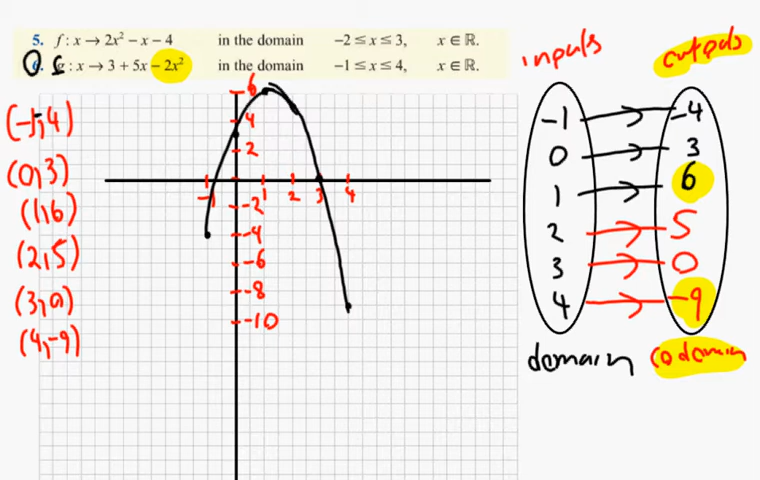 5. f : x → 2x² − x − 4 in the domain −2 ≤ x ≤ 3, x ∈ ℝ.
g : x → 3 + 5x − 2x² in the domain −1 ≤ x ≤ 4, x ∈ ℝ.
inputs outputs
(-1,-4)
(0,3)
(1,6)
(2,5)
(3,0)
(4,-9)
6
4
2
-1 1 2 3 4
-2
-4
-6
-8
-10
-1 → -4
0 → 3
1 → 6
2 → 5
3 → 0
4 → -9
domain codomain